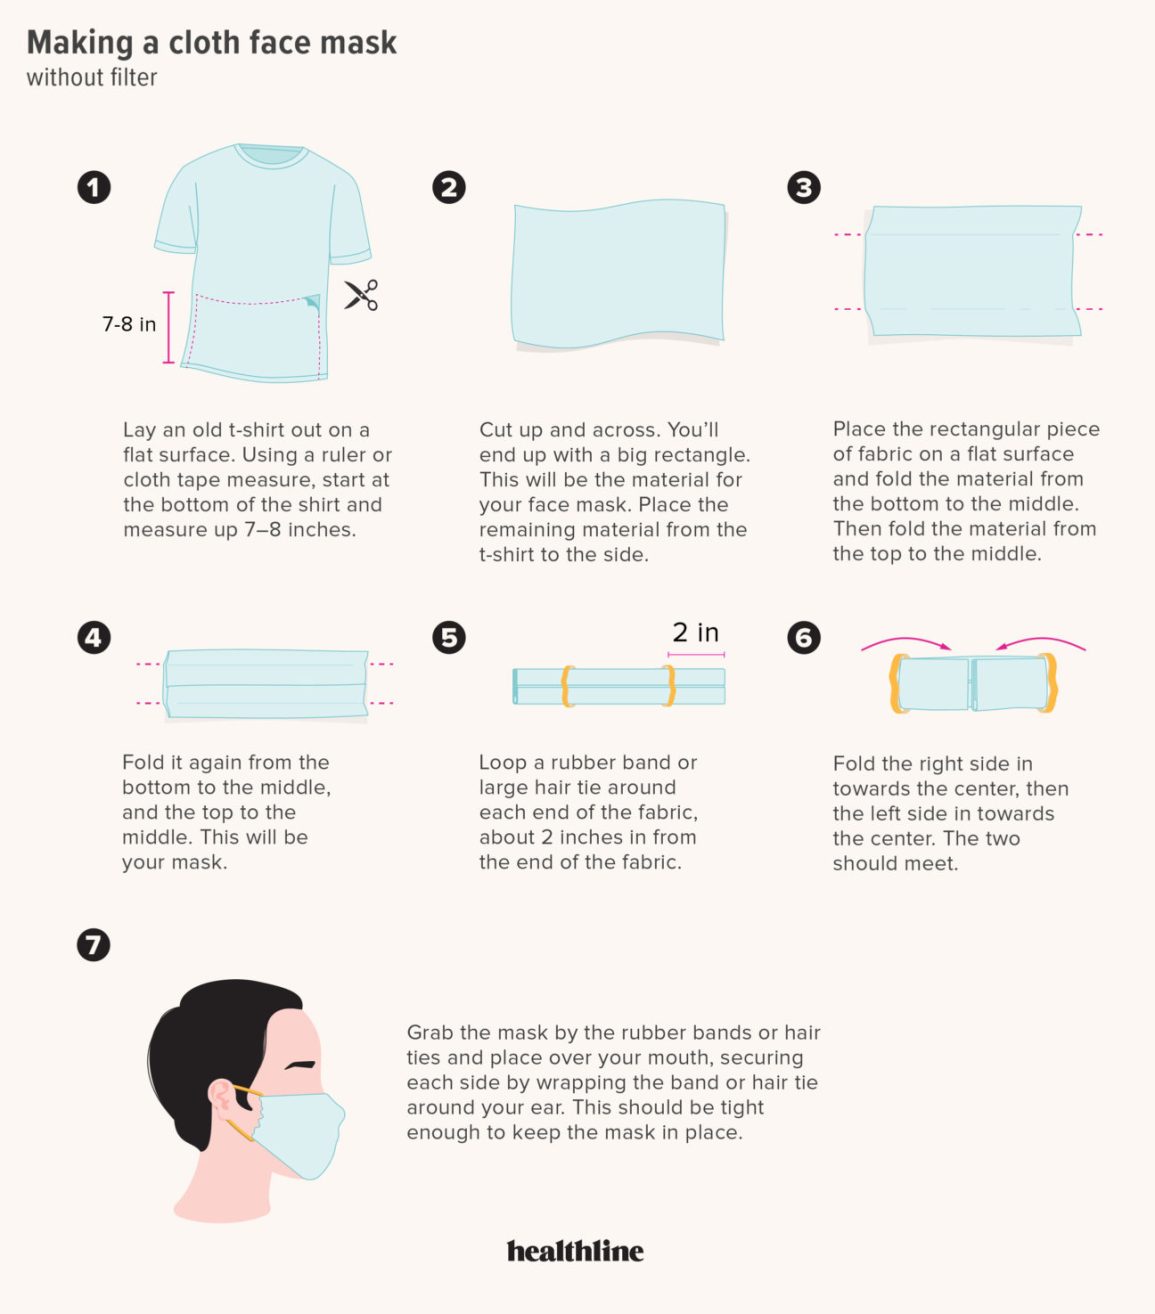 Making a cloth face mask
without filter
1
7-8 in
Lay an old t-shirt out on a
flat surface. Using a ruler or
cloth tape measure, start at
the bottom of the shirt and
measure up 7–8 inches.
2
Cut up and across. You’ll
end up with a big rectangle.
This will be the material for
your face mask. Place the
remaining material from the
t-shirt to the side.
3
Place the rectangular piece
of fabric on a flat surface
and fold the material from
the bottom to the middle.
Then fold the material from
the top to the middle.
4
Fold it again from the
bottom to the middle,
and the top to the
middle. This will be
your mask.
5
2 in
Loop a rubber band or
large hair tie around
each end of the fabric,
about 2 inches in from
the end of the fabric.
6
Fold the right side in
towards the center, then
the left side in towards
the center. The two
should meet.
7
Grab the mask by the rubber bands or hair
ties and place over your mouth, securing
each side by wrapping the band or hair tie
around your ear. This should be tight
enough to keep the mask in place.
healthline